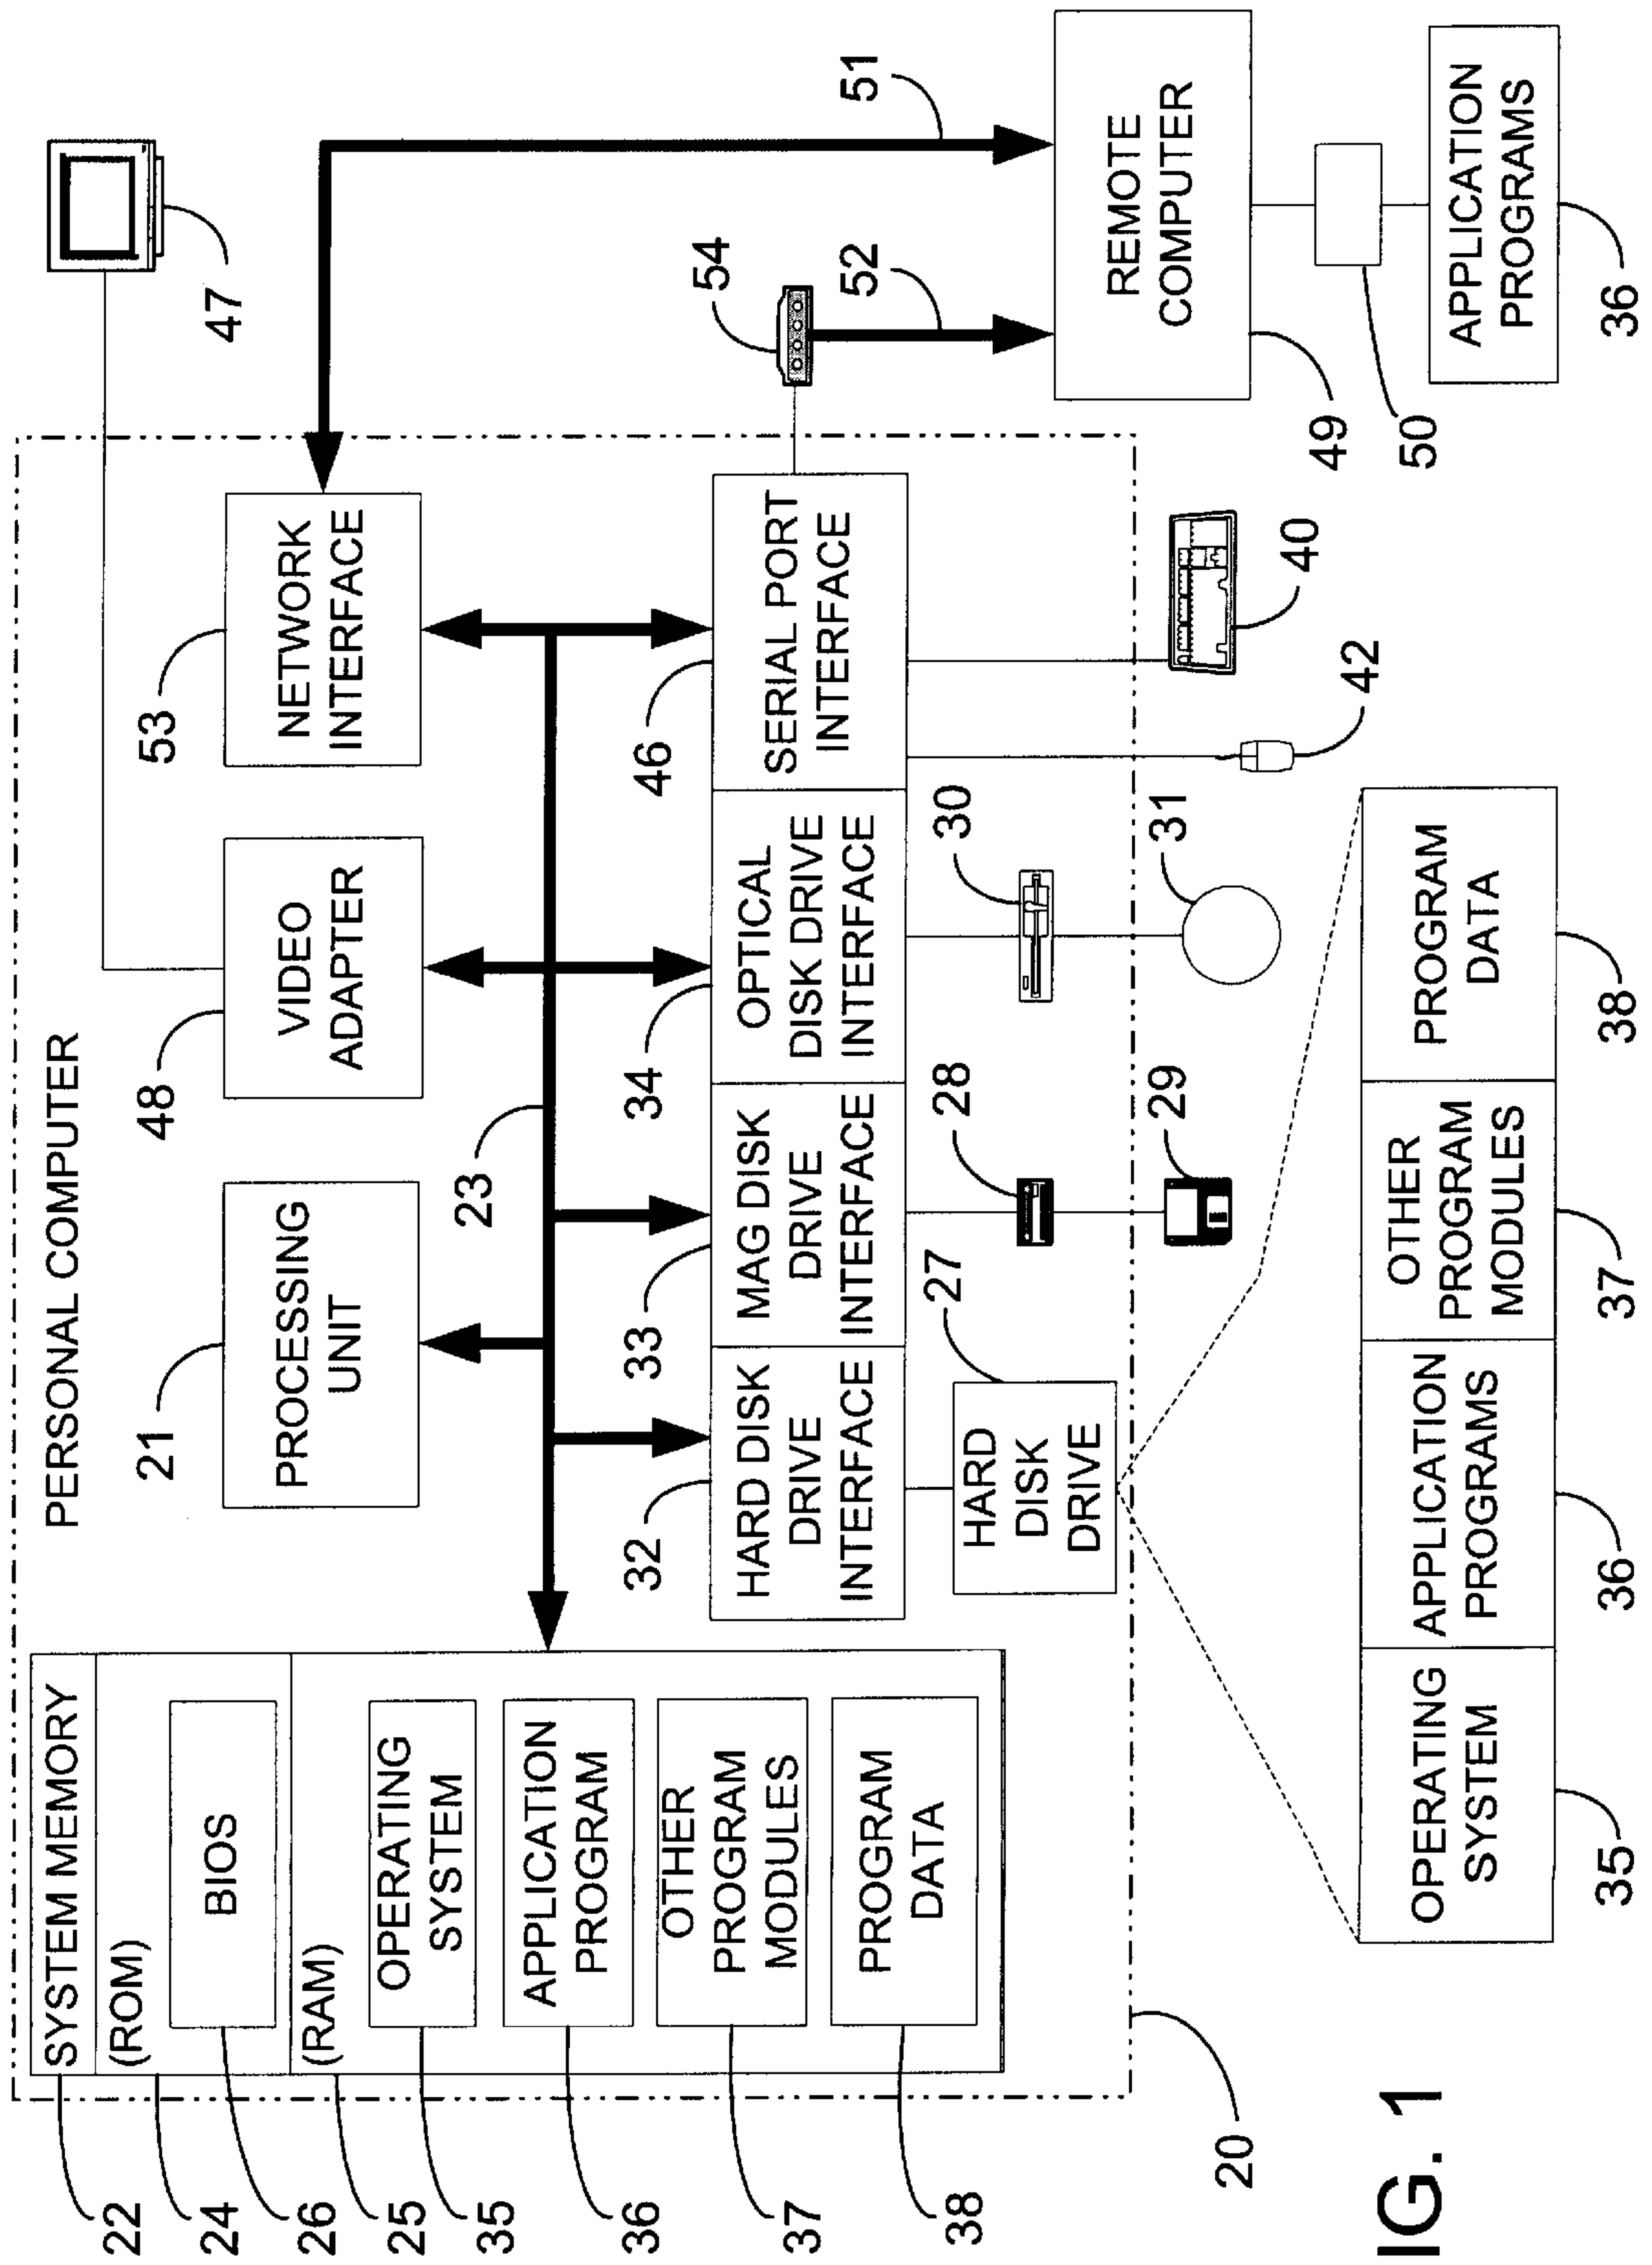 PERSONAL COMPUTER
22
SYSTEM MEMORY
24
(ROM)
26
BIOS
25
(RAM)
35
OPERATING
SYSTEM
36
APPLICATION
PROGRAM
37
OTHER
PROGRAM
MODULES
38
PROGRAM
DATA
21
PROCESSING
UNIT
48
VIDEO
ADAPTER
53
NETWORK
INTERFACE
47
23
32
HARD DISK
DRIVE
INTERFACE
33
MAG DISK
DRIVE
INTERFACE
34
OPTICAL
DISK DRIVE
INTERFACE
46
SERIAL PORT
INTERFACE
54
52
51
27
HARD
DISK
DRIVE
28
29
30
31
42
40
REMOTE
COMPUTER
49
50
APPLICATION
PROGRAMS
36
20
OPERATING
SYSTEM
35
APPLICATION
PROGRAMS
36
OTHER
PROGRAM
MODULES
37
PROGRAM
DATA
38
IG. 1